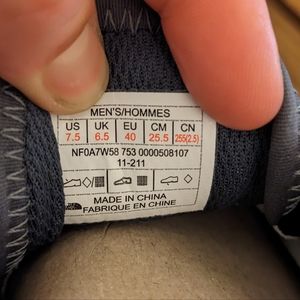 MEN'S/HOMMES
US UK EU CM CN
7.5 6.5 40 25.5 255(2.5)
NF0A7W58 753 0000508107
11-211
MADE IN CHINA
FABRIQUE EN CHINE